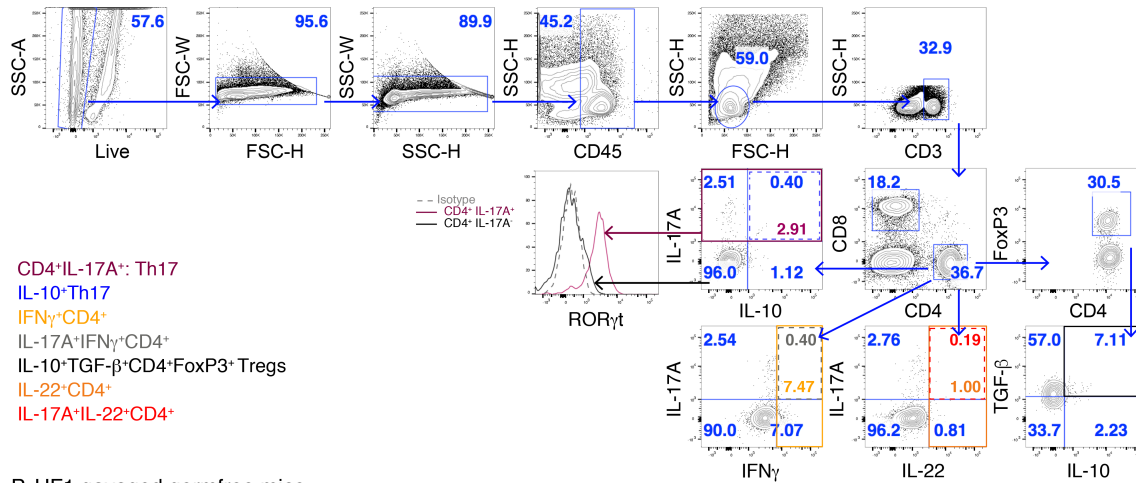 57.6
95.6
89.9
45.2
59.0
32.9
SSC-A
FSC-W
SSC-W
SSC-H
SSC-H
SSC-H
Live
FSC-H
SSC-H
CD45
FSC-H
CD3
Isotype
CD4⁺ IL-17A⁺
CD4⁺ IL-17A⁻
RORγt
IL-17A
2.51
0.40
2.91
96.0
1.12
IL-10
CD8
18.2
36.7
CD4
FoxP3
30.5
CD4
CD4⁺IL-17A⁺: Th17
IL-10⁺Th17
IFNγ⁺CD4⁺
IL-17A⁺IFNγ⁺CD4⁺
IL-10⁺TGF-β⁺CD4⁺FoxP3⁺ Tregs
IL-22⁺CD4⁺
IL-17A⁺IL-22⁺CD4⁺
IL-17A
2.54
0.40
7.47
90.0
7.07
IFNγ
IL-17A
2.76
0.19
1.00
96.2
0.81
IL-22
TGF-β
57.0
7.11
33.7
2.23
IL-10